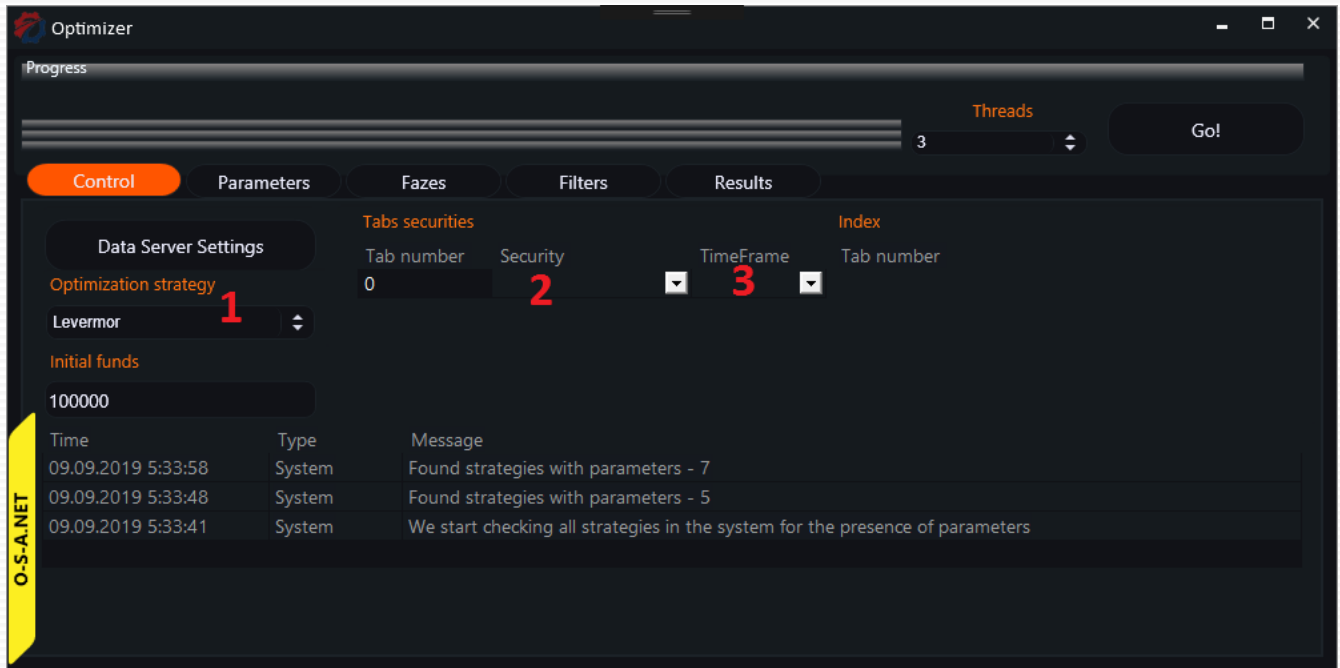 Optimizer
Progress
Threads
3
Go!
Control Parameters Fazes Filters Results
Data Server Settings
Tabs securities Index
Tab number Security TimeFrame Tab number
0 2 3
Optimization strategy
1
Levermor
Initial funds
100000
Time Type Message
09.09.2019 5:33:58 System Found strategies with parameters - 7
09.09.2019 5:33:48 System Found strategies with parameters - 5
09.09.2019 5:33:41 System We start checking all strategies in the system for the presence of parameters
O-S-A.NET